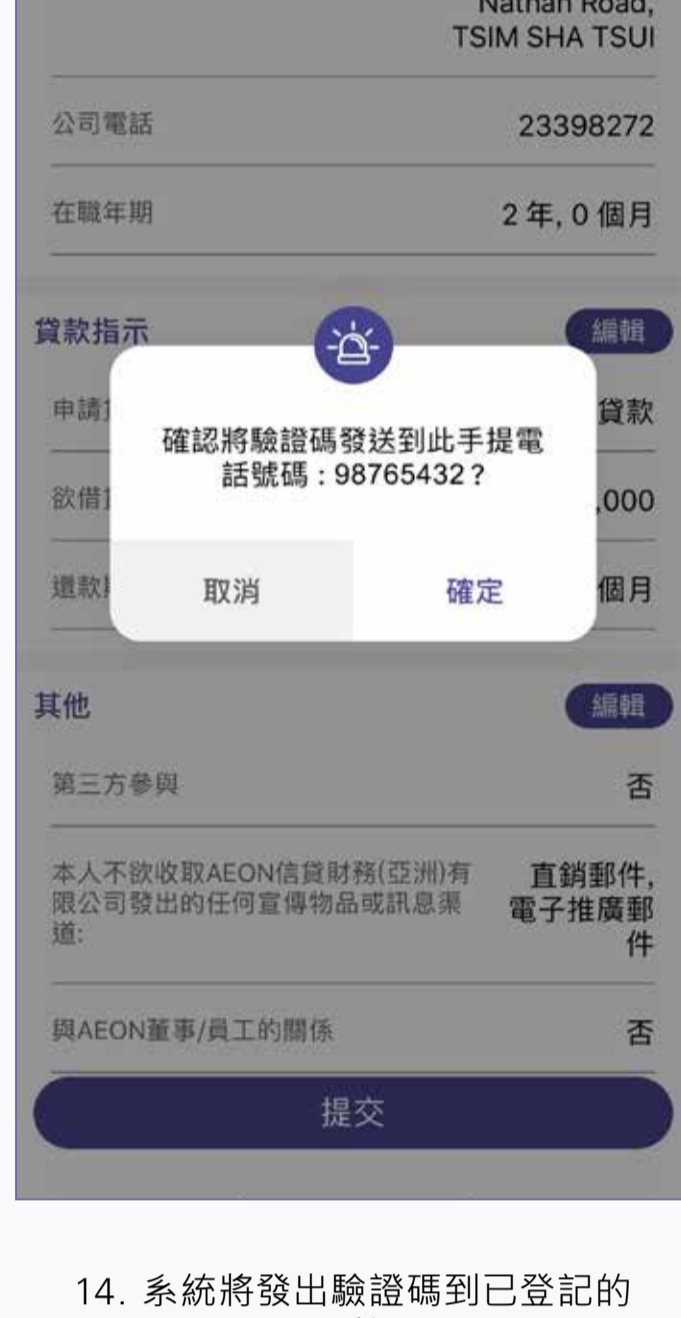 Nathan Road,
TSIM SHA TSUI
公司電話 23398272
在職年期 2 年, 0 個月
貸款指示 編輯
申請 貸款
確認將驗證碼發送到此手提電
話號碼 : 98765432 ?
欲借 ,000
還款 個月
取消 確定
其他 編輯
第三方參與 否
本人不欲收取AEON信貸財務(亞洲)有
限公司發出的任何宣傳物品或訊息渠
道:
直銷郵件,
電子推廣郵
件
與AEON董事/員工的關係 否
提交
14. 系統將發出驗證碼到已登記的